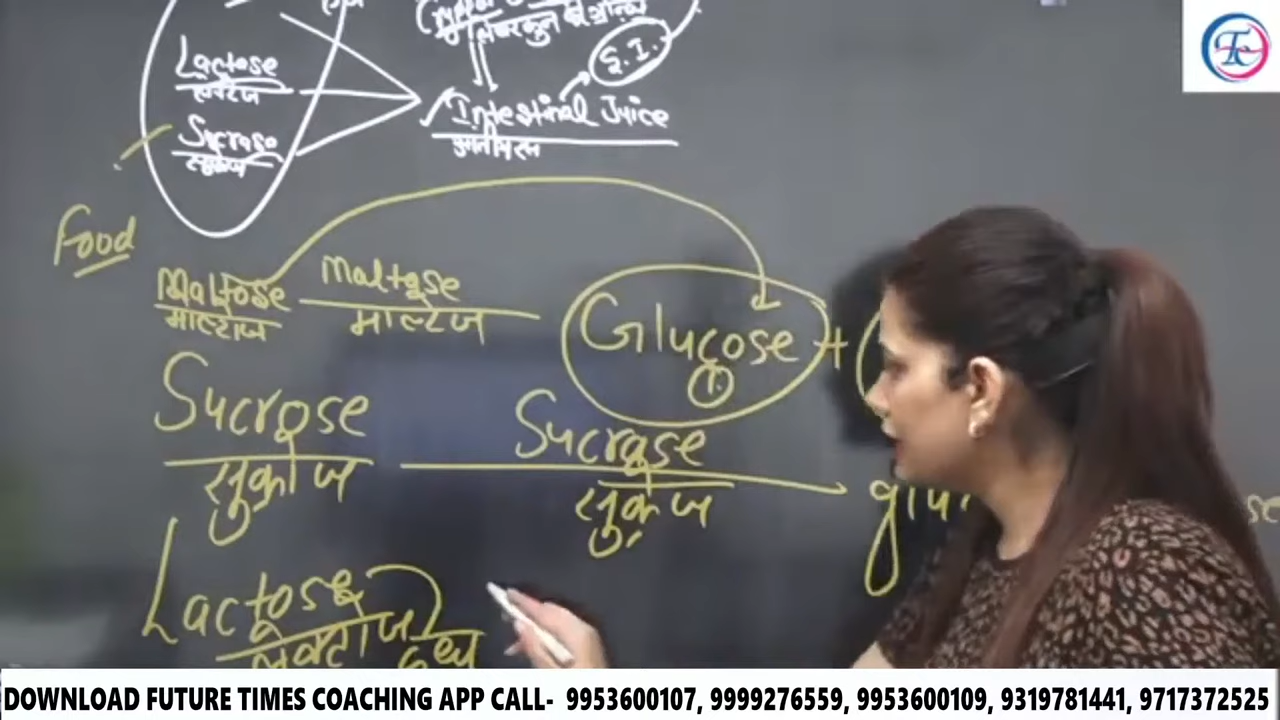 Lactose
लैक्टेज
Sucrase
सुक्रेज
S.I.
Intestinal Juice
Food
Maltose
Maltase
माल्टोज
माल्टेज
Glucose +
1.
Sucrose
Sucrase
सुक्रोज
सुक्रेज
Lactose
लैक्टोज
दूध
DOWNLOAD FUTURE TIMES COACHING APP CALL- 9953600107, 9999276559, 9953600109, 9319781441, 9717372525